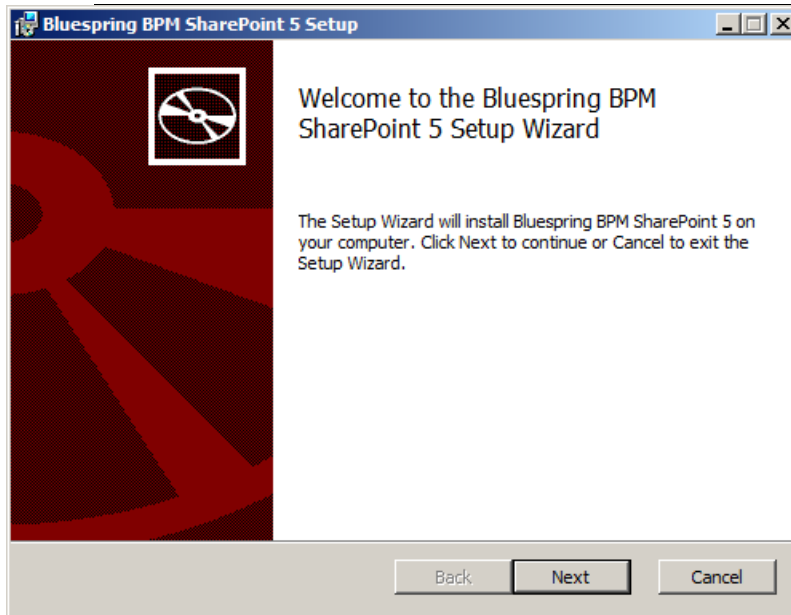 Bluespring BPM SharePoint 5 Setup
Welcome to the Bluespring BPM
SharePoint 5 Setup Wizard
The Setup Wizard will install Bluespring BPM SharePoint 5 on
your computer. Click Next to continue or Cancel to exit the
Setup Wizard.
Back Next Cancel